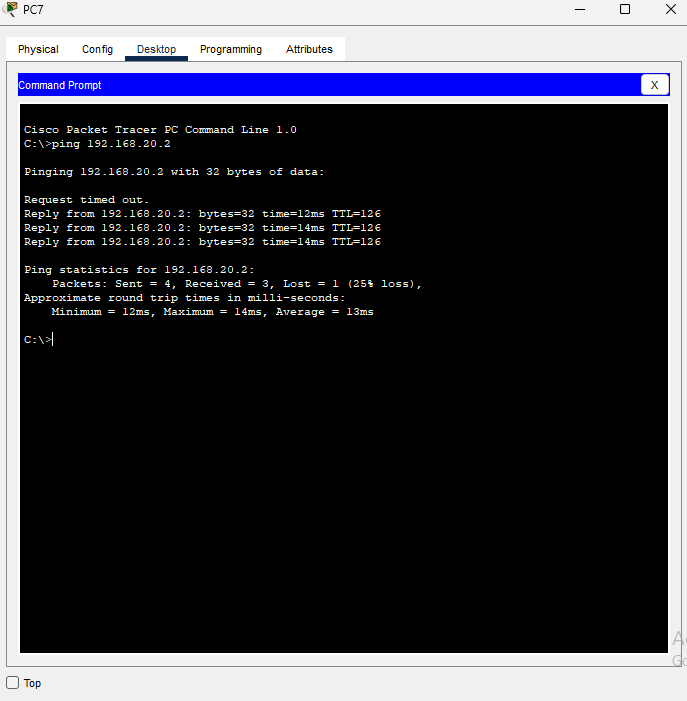 PC7
Physical Config Desktop Programming Attributes
Command Prompt X
Cisco Packet Tracer PC Command Line 1.0
C:\>ping 192.168.20.2
Pinging 192.168.20.2 with 32 bytes of data:
Request timed out.
Reply from 192.168.20.2: bytes=32 time=12ms TTL=126
Reply from 192.168.20.2: bytes=32 time=14ms TTL=126
Reply from 192.168.20.2: bytes=32 time=14ms TTL=126
Ping statistics for 192.168.20.2:
Packets: Sent = 4, Received = 3, Lost = 1 (25% loss),
Approximate round trip times in milli-seconds:
Minimum = 12ms, Maximum = 14ms, Average = 13ms
C:\>
Top